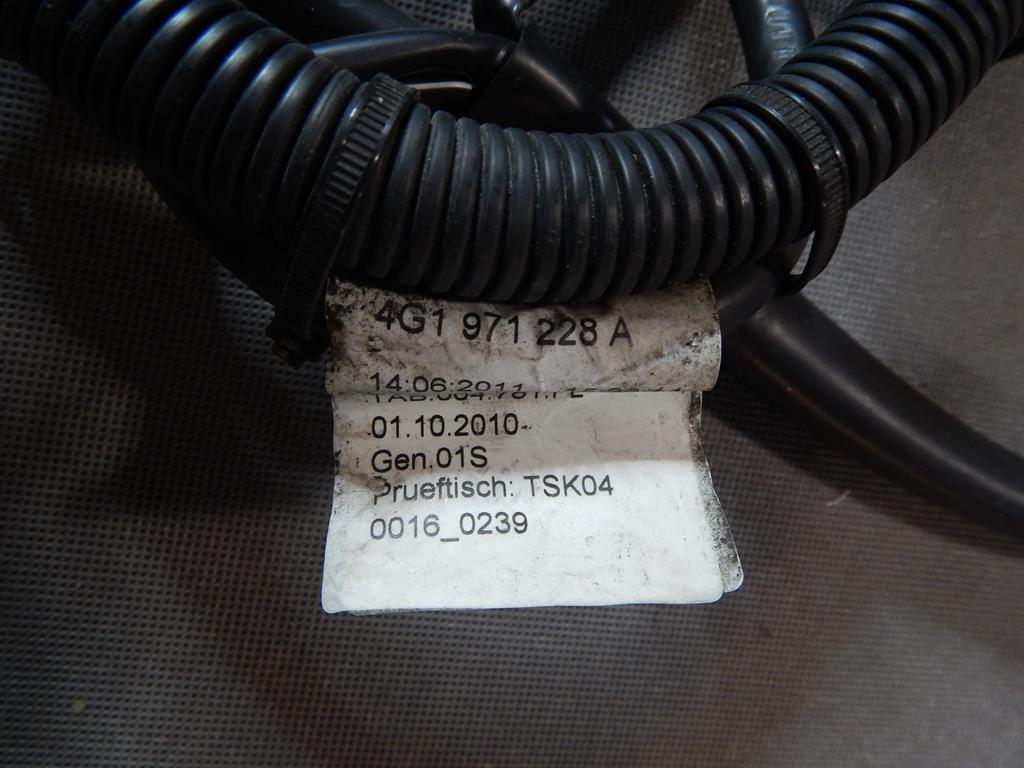 4G1 971 228 A
14:06:2011
01.10.2010-
Gen.01S
Prueftisch: TSK04
0016_0239